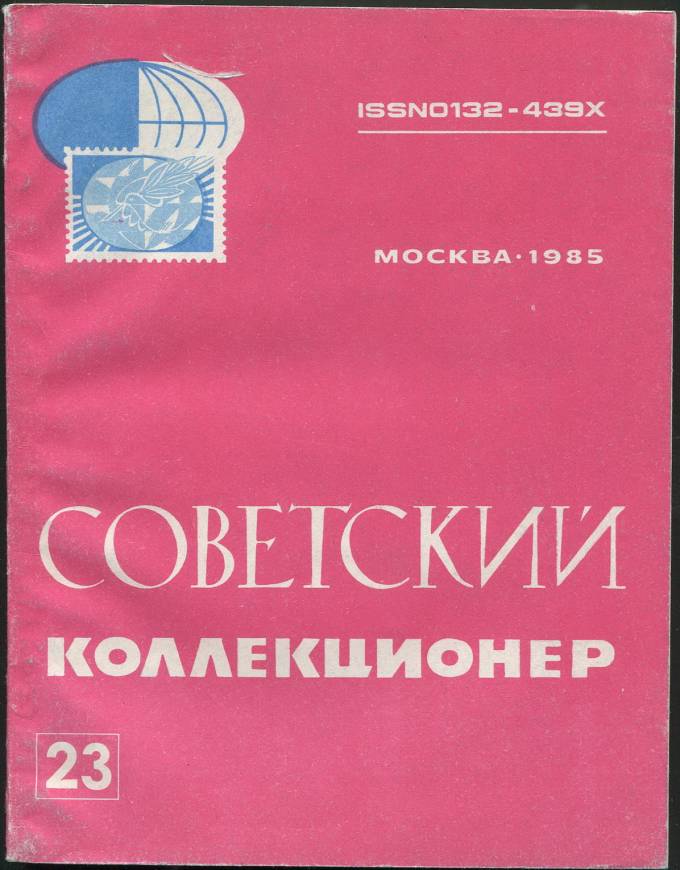 ISSN0132-439X
МОСКВА·1985
СОВЕТСКИЙ
КОЛЛЕКЦИОНЕР
23